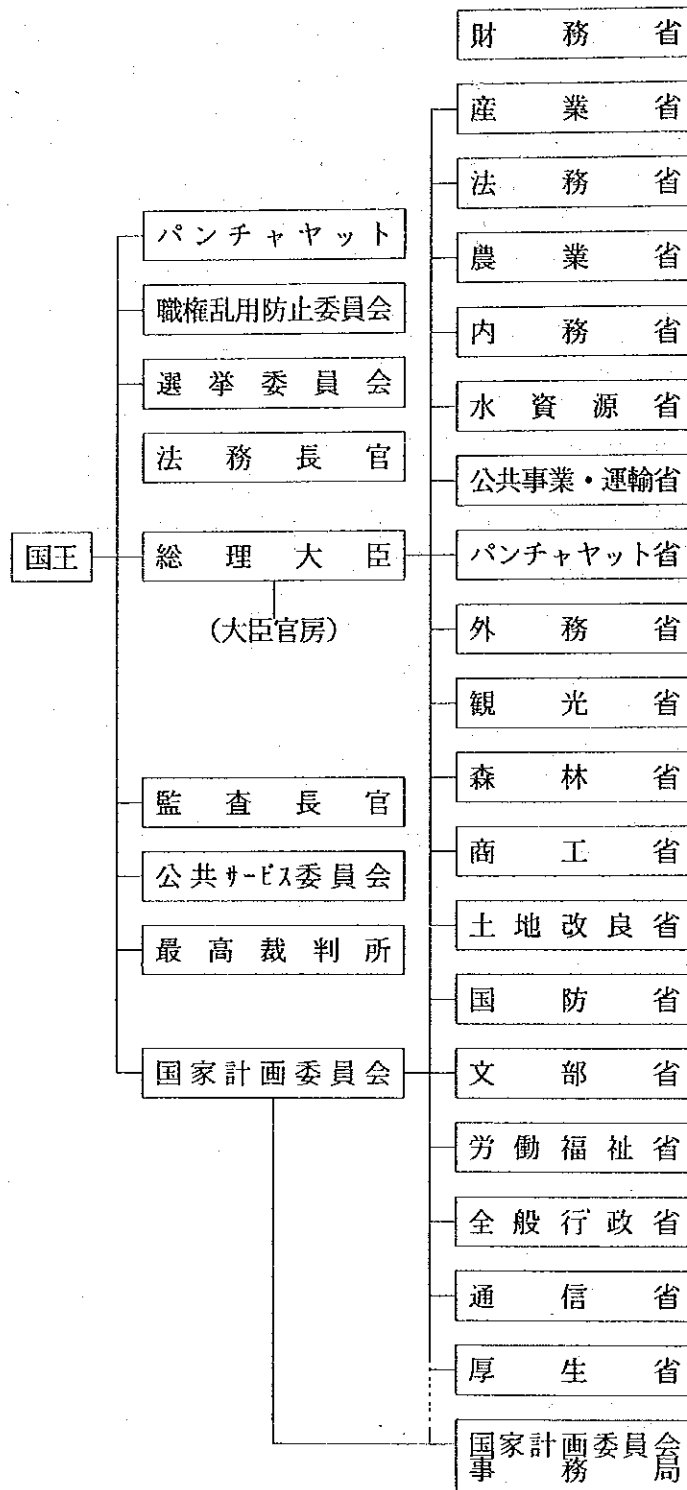 国王
パンチャヤット
職権乱用防止委員会
選挙委員会
法務長官
総理大臣
(大臣官房)
監査長官
公共サービス委員会
最高裁判所
国家計画委員会
財務省
産業省
法務省
農業省
内務省
水資源省
公共事業・運輸省
パンチャヤット省
外務省
観光省
森林省
商工省
土地改良省
国防省
文部省
労働福祉省
全般行政省
通信省
厚生省
国家計画委員会
事務局